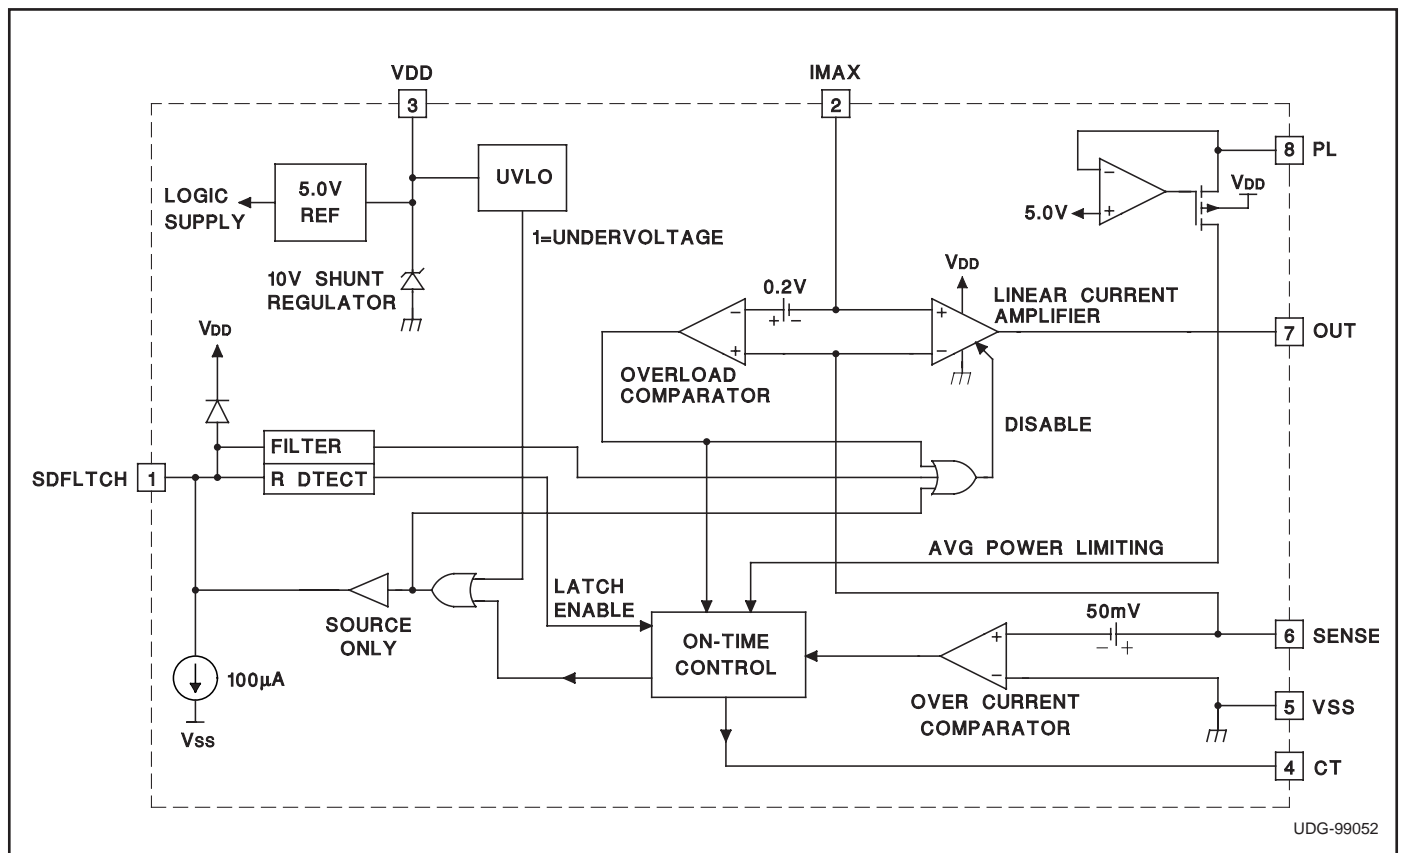 VDD
3
IMAX
2
8
PL
VDD
5.0V
–
+
LOGIC
SUPPLY
5.0V
REF
UVLO
1=UNDERVOLTAGE
10V SHUNT
REGULATOR
VDD
0.2V
+ –
–
+
OVERLOAD
COMPARATOR
VDD
+
–
LINEAR CURRENT
AMPLIFIER
7
OUT
DISABLE
FILTER
R DTECT
SDFLTCH
1
AVG POWER LIMITING
LATCH
ENABLE
SOURCE
ONLY
100µA
VSS
ON-TIME
CONTROL
50mV
– +
+
–
OVER CURRENT
COMPARATOR
6
SENSE
5
VSS
4
CT
UDG-99052